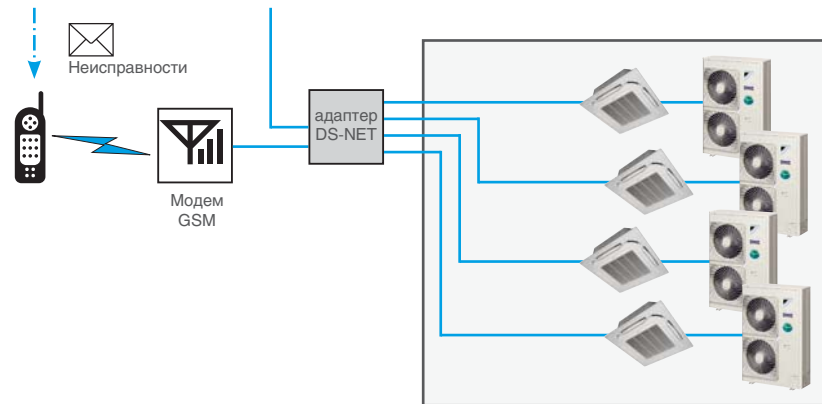 Неисправности
адаптер
DS-NET
Модем
GSM